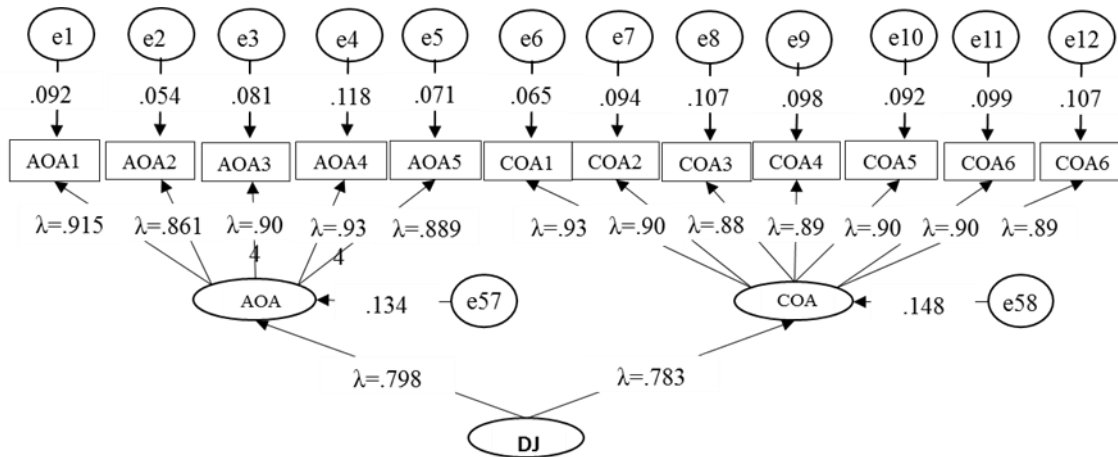 e1 e2 e3 e4 e5 e6 e7 e8 e9 e10 e11 e12
.092 .054 .081 .118 .071 .065 .094 .107 .098 .092 .099 .107
AOA1 AOA2 AOA3 AOA4 AOA5 COA1 COA2 COA3 COA4 COA5 COA6 COA6
λ=.915 λ=.861 λ=.90 λ=.93 λ=.889 λ=.93 λ=.90 λ=.88 λ=.89 λ=.90 λ=.90 λ=.89
4 4
AOA .134 e57 COA .148 e58
λ=.798 λ=.783
DJ